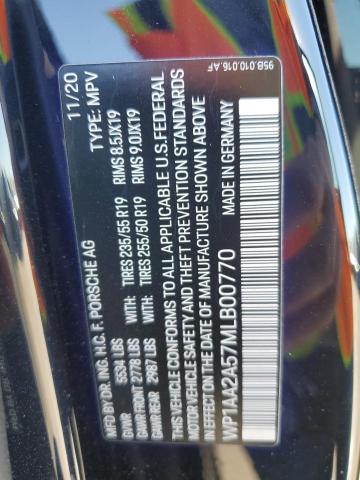 95B.010.016.AF
MFD BY DR. ING. H.C. F. PORSCHE AG 11/20
GVWR 5534 LBS TYPE: MPV
GAWR FRONT 2778 LBS WITH TIRES 235/55 R19 RIMS 8.5JX19
GAWR REAR 2987 LBS WITH TIRES 255/50 R19 RIMS 9.0JX19
THIS VEHICLE CONFORMS TO ALL APPLICABLE U.S. FEDERAL
MOTOR VEHICLE SAFETY AND THEFT PREVENTION STANDARDS
IN EFFECT ON THE DATE OF MANUFACTURE SHOWN ABOVE
WP1AA2A57MLB00770 MADE IN GERMANY